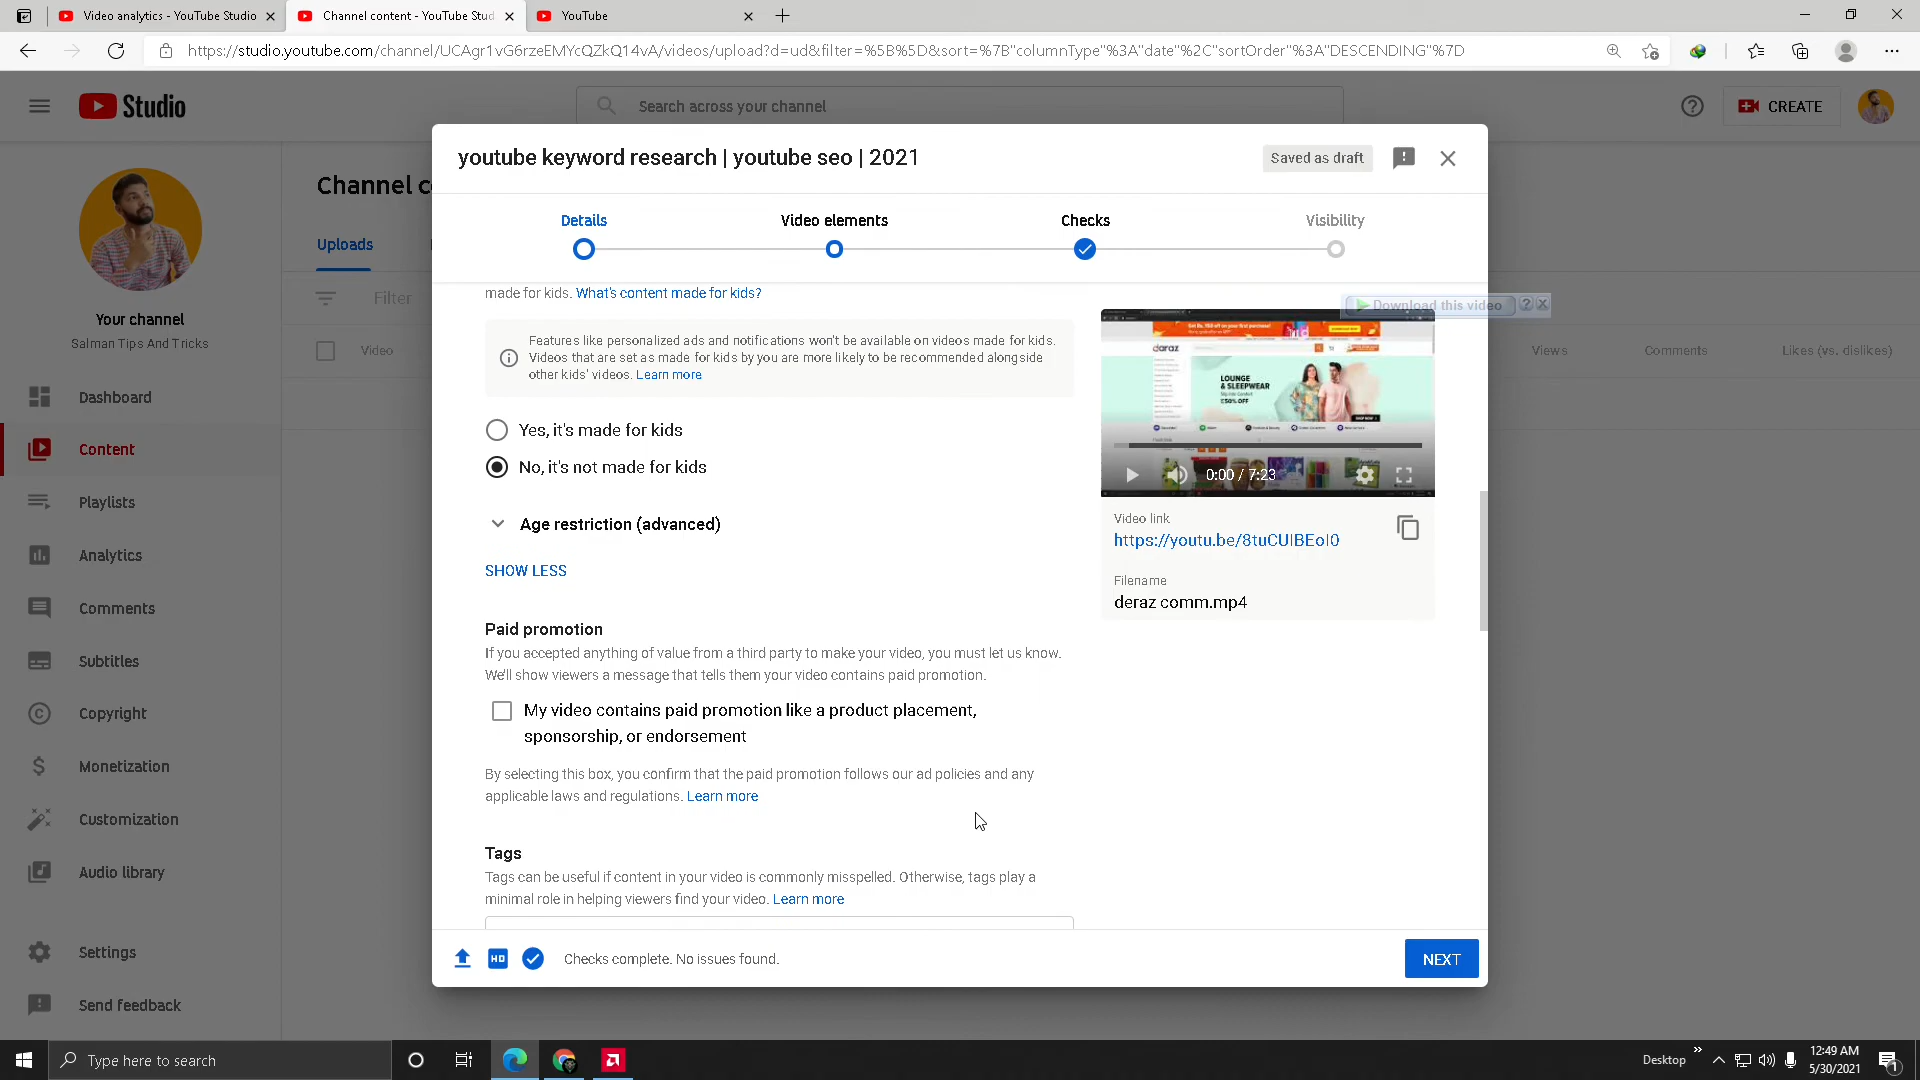 Video analytics - YouTube Studio
Channel content - YouTube Stud
YouTube
https://studio.youtube.com/channel/UCAgr1vG6rzeEMYcQZkQ14vA/videos/upload?d=ud&filter=%5B%5D&sort=%7B"columnType"%3A"date"%2C"sortOrder"%3A"DESCENDING"%7D
Studio
Search across your channel
CREATE
Channel c
youtube keyword research | youtube seo | 2021
Saved as draft
Details
Video elements
Checks
Visibility
Uploads
Filter
Video
Views
Comments
Likes (vs. dislikes)
Your channel
Salman Tips And Tricks
Dashboard
Content
Playlists
Analytics
Comments
Subtitles
Copyright
Monetization
Customization
Audio library
Settings
Send feedback
made for kids. What's content made for kids?
Features like personalized ads and notifications won't be available on videos made for kids.
Videos that are set as made for kids by you are more likely to be recommended alongside
other kids' videos. Learn more
Yes, it's made for kids
No, it's not made for kids
Age restriction (advanced)
SHOW LESS
Paid promotion
If you accepted anything of value from a third party to make your video, you must let us know.
We'll show viewers a message that tells them your video contains paid promotion.
My video contains paid promotion like a product placement,
sponsorship, or endorsement
By selecting this box, you confirm that the paid promotion follows our ad policies and any
applicable laws and regulations. Learn more
Tags
Tags can be useful if content in your video is commonly misspelled. Otherwise, tags play a
minimal role in helping viewers find your video. Learn more
Download this video
daraz
LOUNGE
& SLEEPWEAR
50% OFF
0:00 / 7:23
Video link
https://youtu.be/8tuCUIBEoI0
Filename
deraz comm.mp4
HD
Checks complete. No issues found.
NEXT
Type here to search
Desktop
12:49 AM
5/30/2021
1